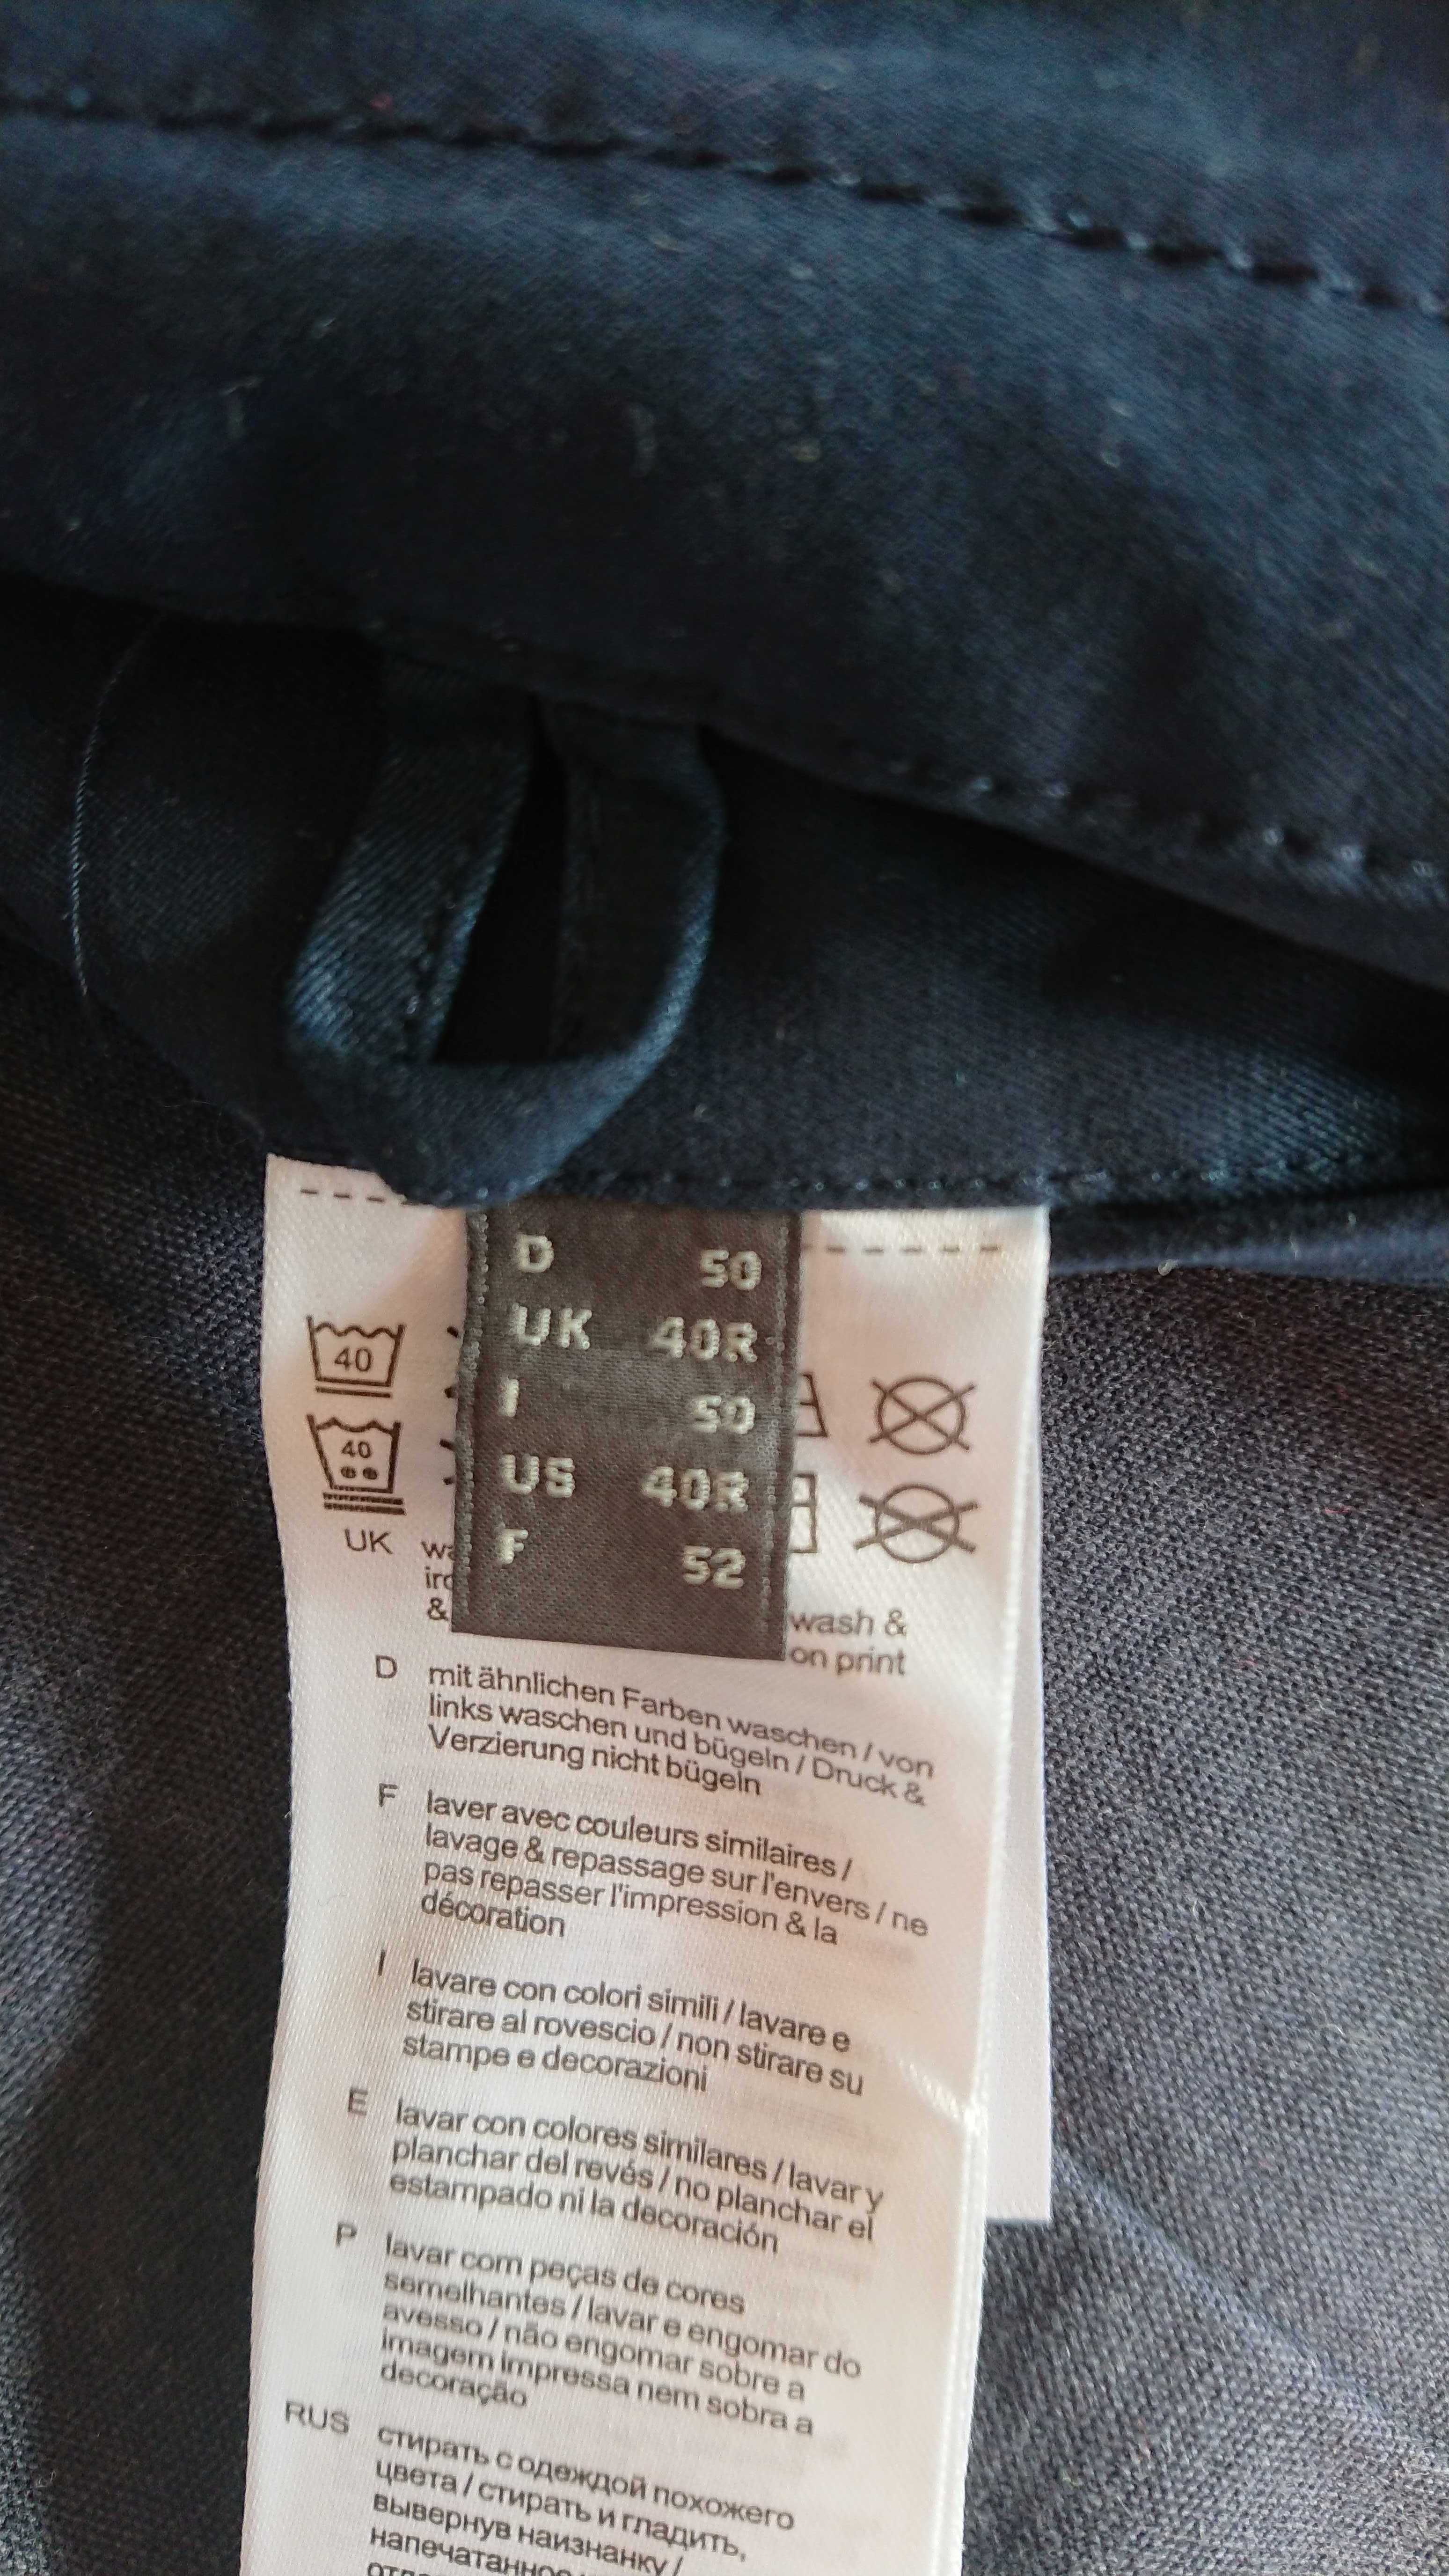 D 50
UK 40R
I 50
US 40R
F 52
40
40
UK
&
wash &
on print
D mit ähnlichen Farben waschen / von
links waschen und bügeln / Druck &
Verzierung nicht bügeln
F laver avec couleurs similaires /
lavage & repassage sur l'envers / ne
pas repasser l'impression & la
décoration
I lavare con colori simili / lavare e
stirare al rovescio / non stirare su
stampe e decorazioni
E lavar con colores similares / lavar y
planchar del revés / no planchar el
estampado ni la decoración
P lavar com peças de cores
semelhantes / lavar e engomar do
avesso / não engomar sobre a
imagem impressa nem sobra a
decoração
RUS стирать с одеждой похожего
цвета / стирать и гладить,
вывернув наизнанку /